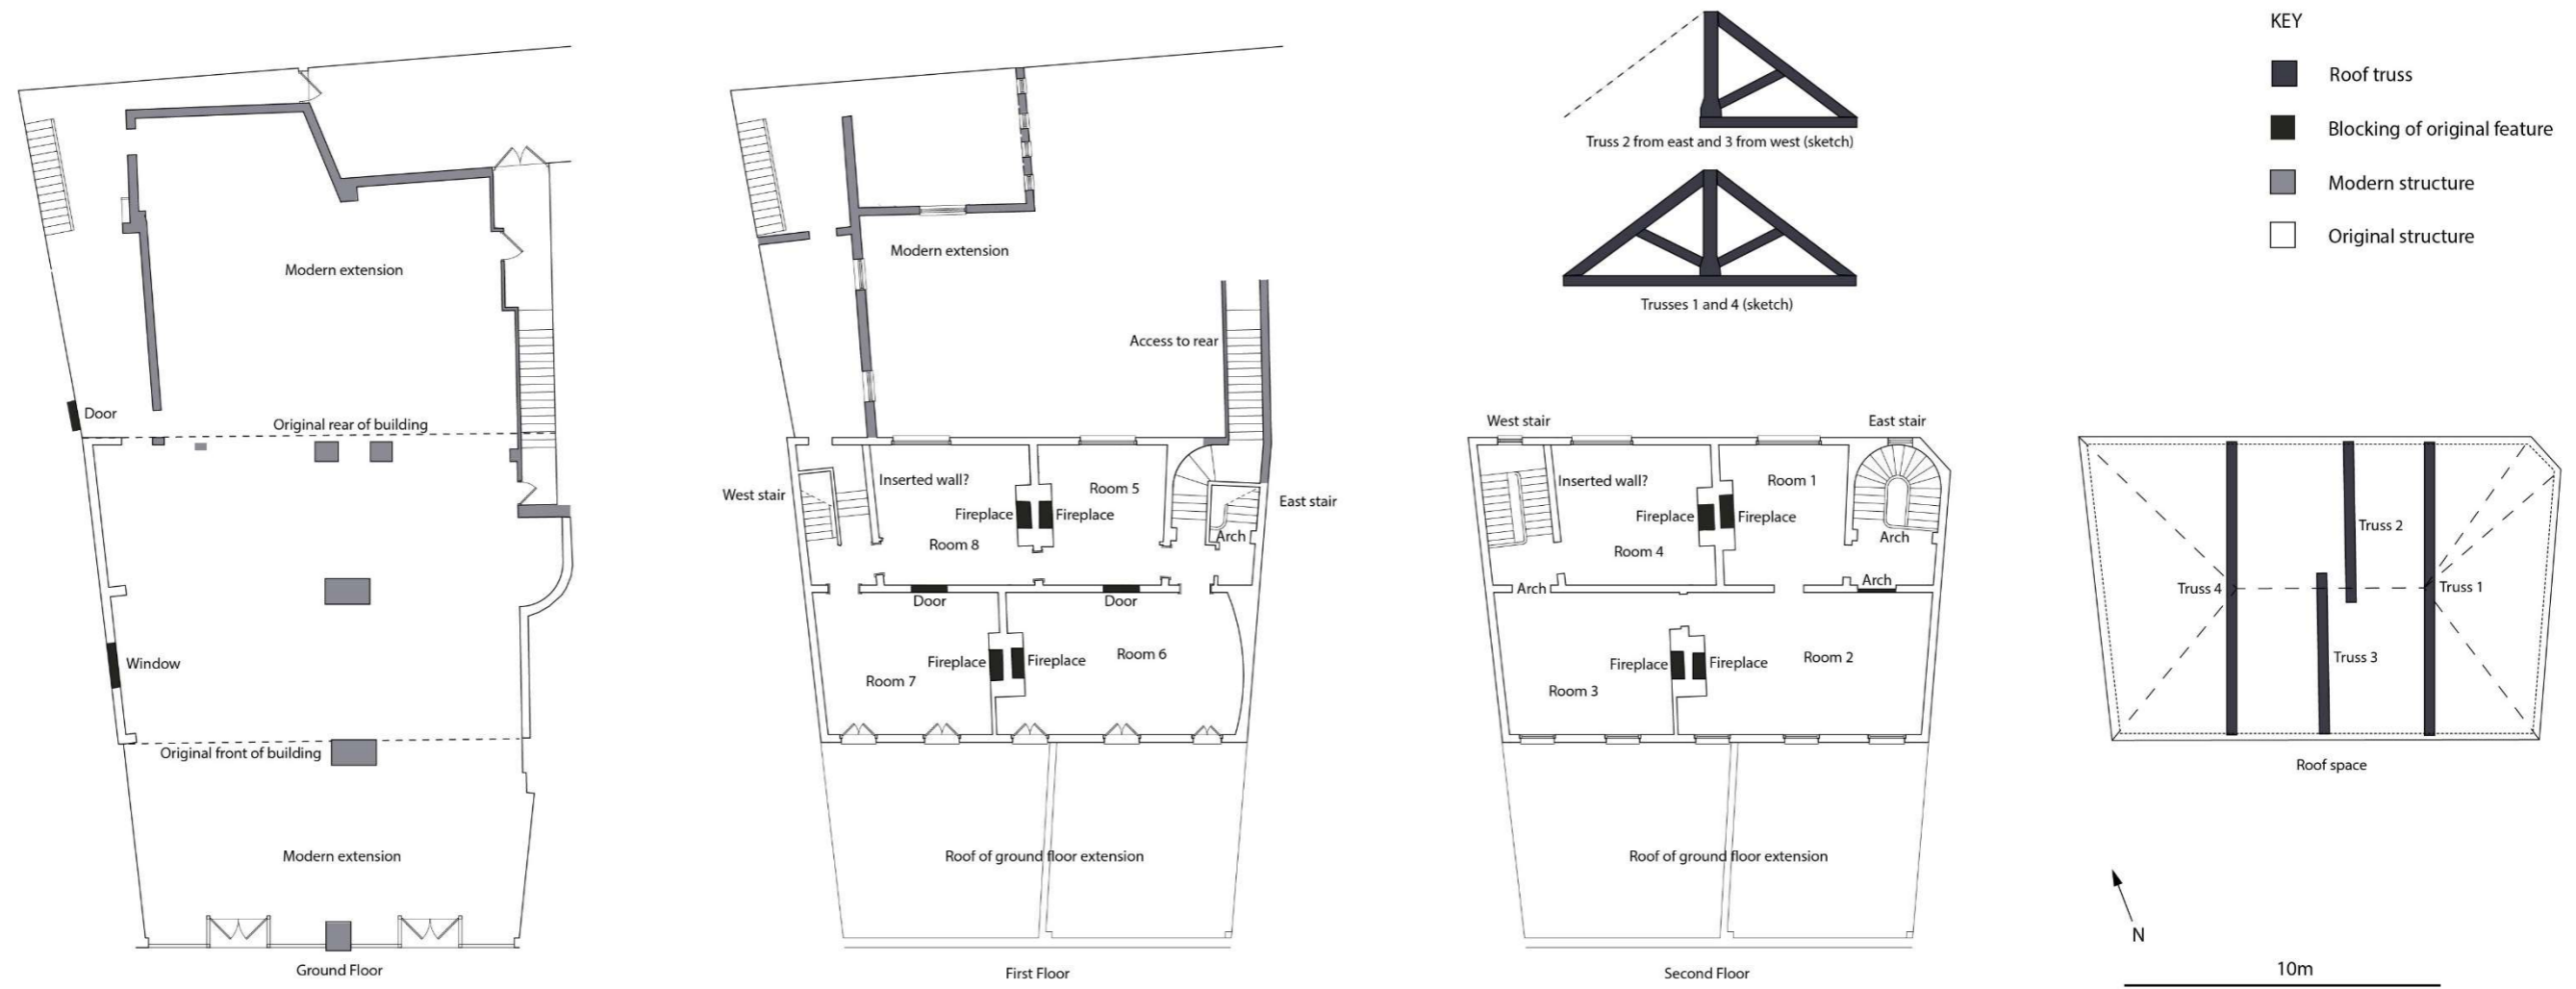 Modern extension
Door
Original rear of building
Window
Original front of building
Modern extension
Ground Floor
Modern extension
Access to rear
West stair
Inserted wall?
Room 5
Fireplace
Fireplace
East stair
Arch
Room 8
Door
Door
Fireplace
Fireplace
Room 6
Room 7
Roof of ground floor extension
First Floor
Truss 2 from east and 3 from west (sketch)
Trusses 1 and 4 (sketch)
West stair
East stair
Inserted wall?
Room 1
Fireplace
Fireplace
Room 4
Arch
Arch
Arch
Fireplace
Fireplace
Room 2
Room 3
Roof of ground floor extension
Second Floor
KEY
Roof truss
Blocking of original feature
Modern structure
Original structure
Truss 2
Truss 4
Truss 1
Truss 3
Roof space
N
10m